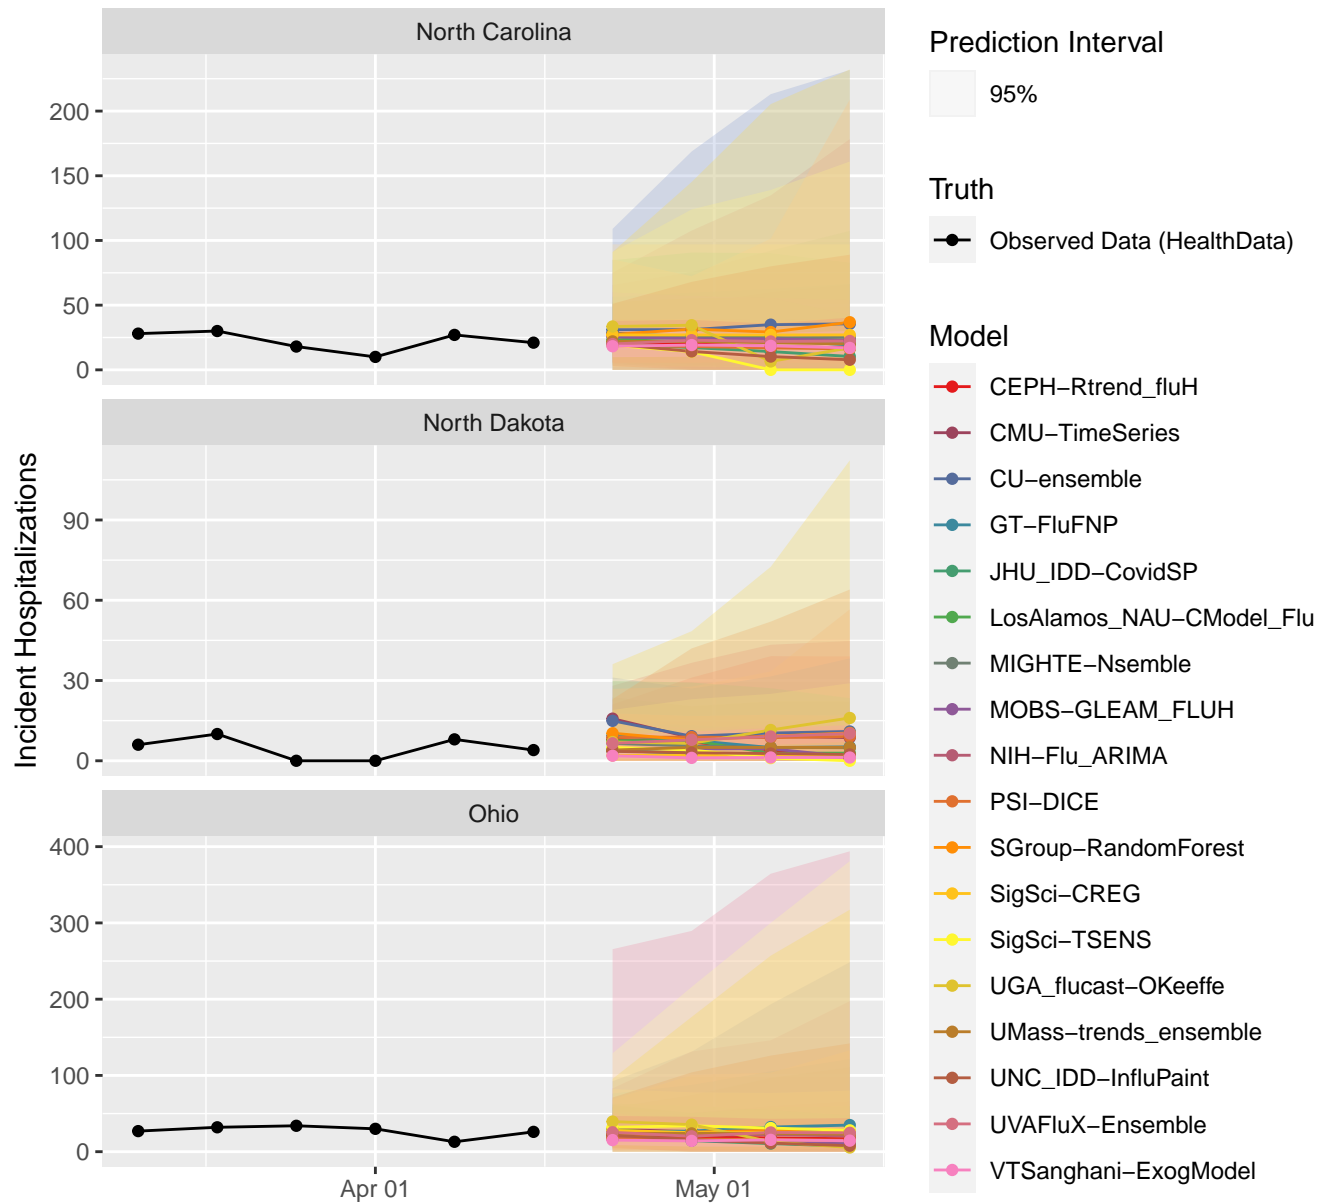 North Carolina
200
150
100
50
0
North Dakota
90
60
30
0
Ohio
400
300
200
100
0
Apr 01
May 01
Incident Hospitalizations
Prediction Interval
95%
Truth
Observed Data (HealthData)
Model
CEPH−Rtrend_fluH
CMU−TimeSeries
CU−ensemble
GT−FluFNP
JHU_IDD−CovidSP
LosAlamos_NAU−CModel_Flu
MIGHTE−Nsemble
MOBS−GLEAM_FLUH
NIH−Flu_ARIMA
PSI−DICE
SGroup−RandomForest
SigSci−CREG
SigSci−TSENS
UGA_flucast−OKeeffe
UMass−trends_ensemble
UNC_IDD−InfluPaint
UVAFluX−Ensemble
VTSanghani−ExogModel